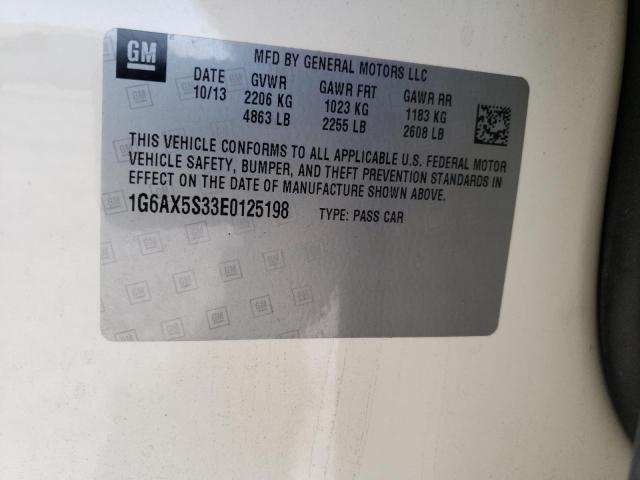 GM
MFD BY GENERAL MOTORS LLC
DATE GVWR GAWR FRT GAWR RR
10/13 2206 KG 1023 KG 1183 KG
4863 LB 2255 LB 2608 LB
THIS VEHICLE CONFORMS TO ALL APPLICABLE U.S. FEDERAL MOTOR
VEHICLE SAFETY, BUMPER, AND THEFT PREVENTION STANDARDS IN
EFFECT ON THE DATE OF MANUFACTURE SHOWN ABOVE.
1G6AX5S33E0125198 TYPE: PASS CAR